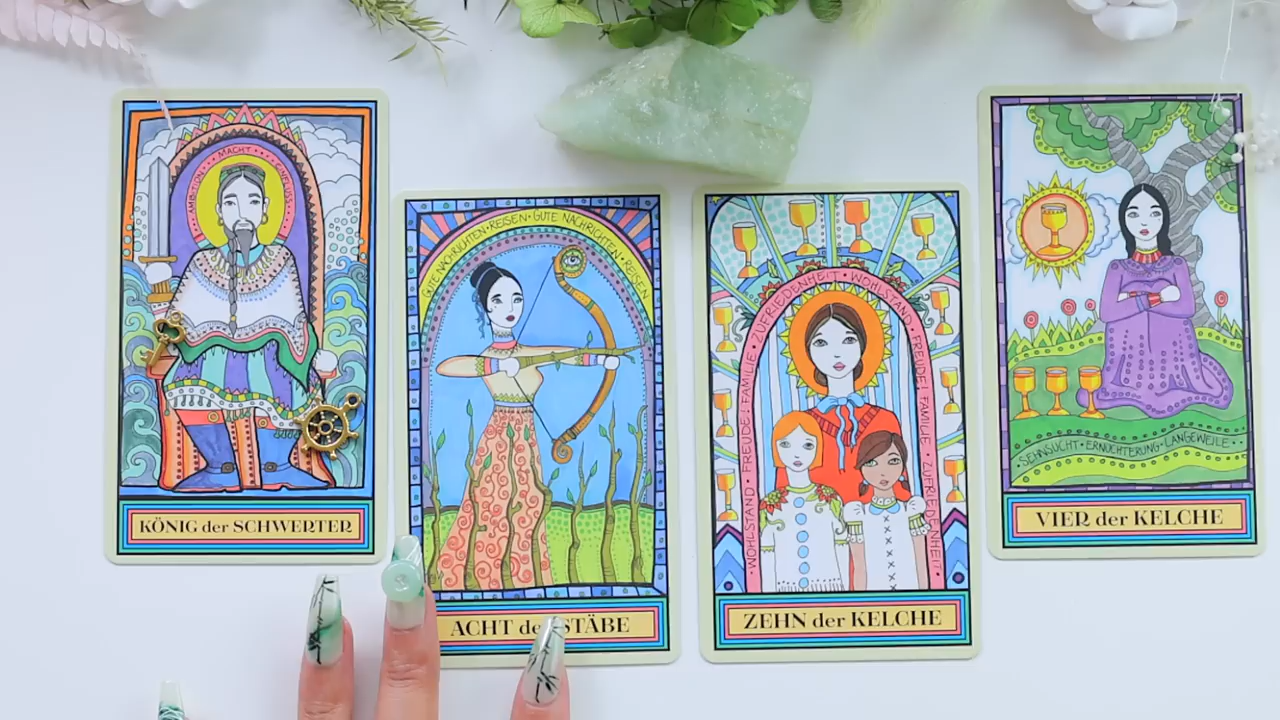 AMBITION • MACHT • EINFLUSS
KÖNIG der SCHWERTER
GUTE NACHRICHTEN • REISEN • GUTE NACHRICHTEN • REISEN
ACHT STÄBE
WOHLSTAND • FREUDE! FAMILIE • ZUFRIEDENHEIT • WOHLSTAND • FREUDE! FAMILIE • ZUFRIEDENHEIT •
ZEHN der KELCHE
SEHNSUCHT • ERNÜCHTERUNG • LANGEWEILE •
VIER der KELCHE